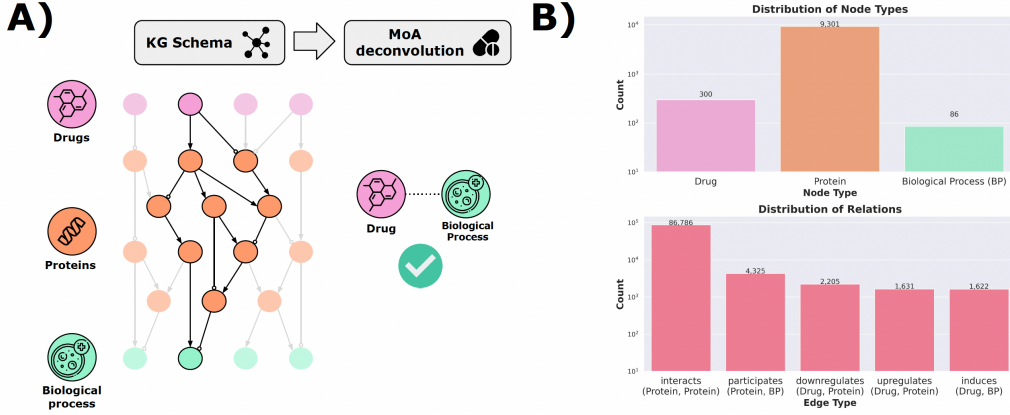 A)
KG Schema
MoA
deconvolution
Drugs
Proteins
Biological
process
Drug
Biological
Process
B)
Distribution of Node Types
Count
10⁴
10³
10²
10¹
300
9,301
86
Drug
Protein
Biological Process (BP)
Node Type
Distribution of Relations
Count
10⁵
10⁴
10³
10²
10¹
86,786
4,325
2,205
1,631
1,622
interacts
(Protein, Protein)
participates
(Protein, BP)
downregulates
(Drug, Protein)
upregulates
(Drug, Protein)
induces
(Drug, BP)
Edge Type